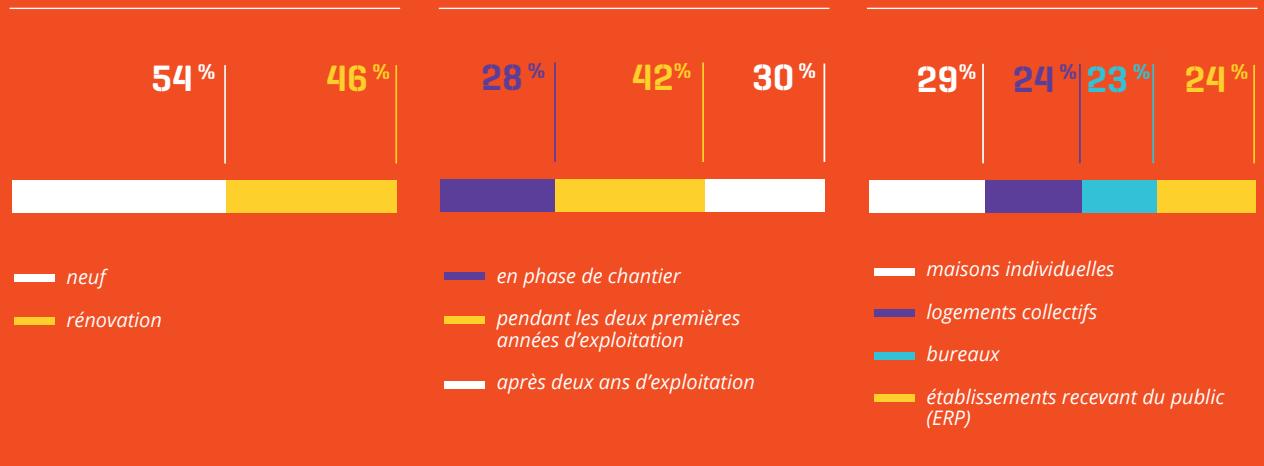 54 %
46 %
neuf
rénovation
28 %
42%
30 %
en phase de chantier
pendant les deux premières
années d’exploitation
après deux ans d’exploitation
29%
24 %
23 %
24 %
maisons individuelles
logements collectifs
bureaux
établissements recevant du public
(ERP)